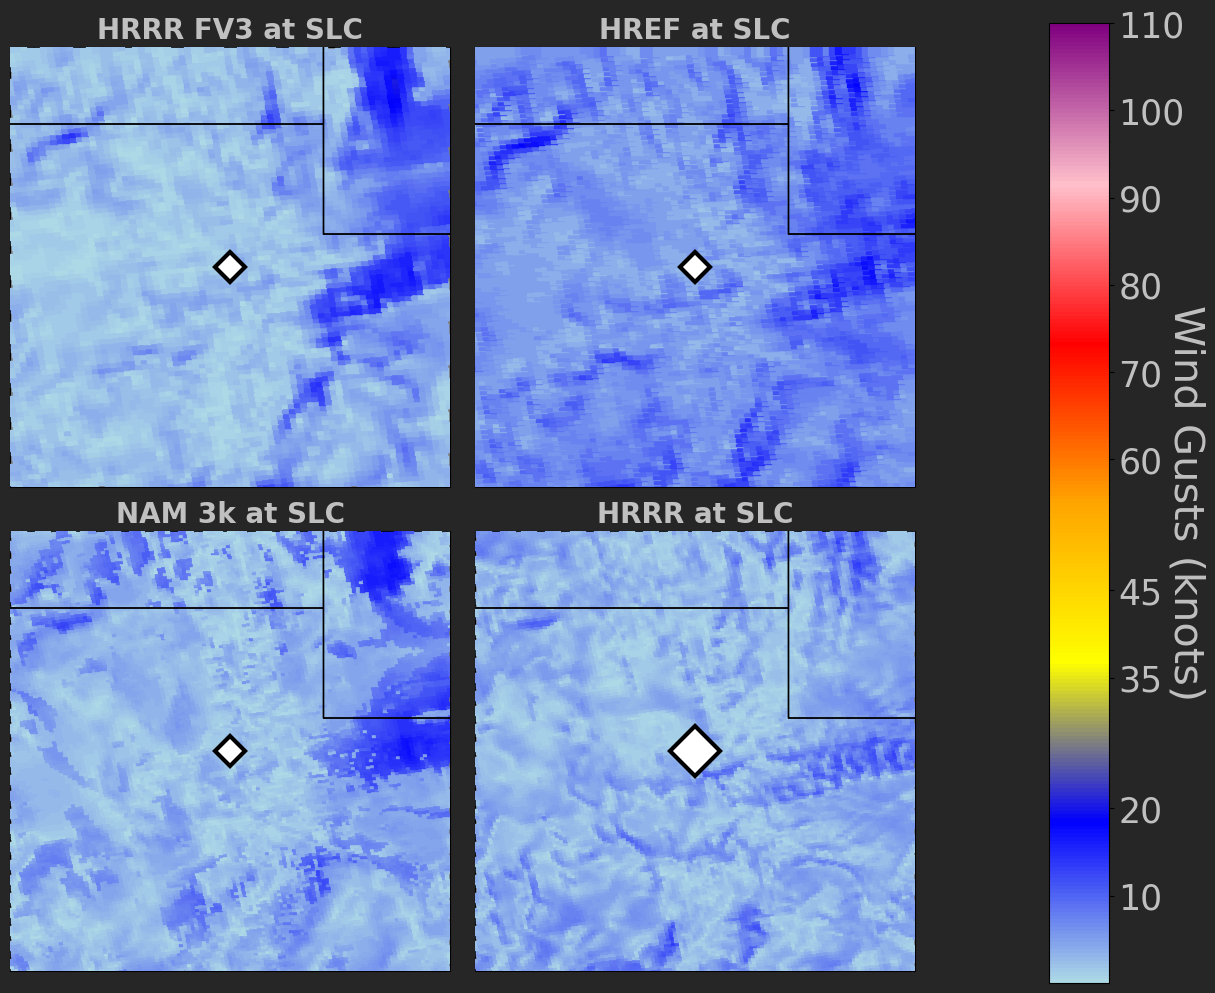 HRRR FV3 at SLC
HREF at SLC
NAM 3k at SLC
HRRR at SLC
110
100
90
80
70
60
45
35
20
10
Wind Gusts (knots)